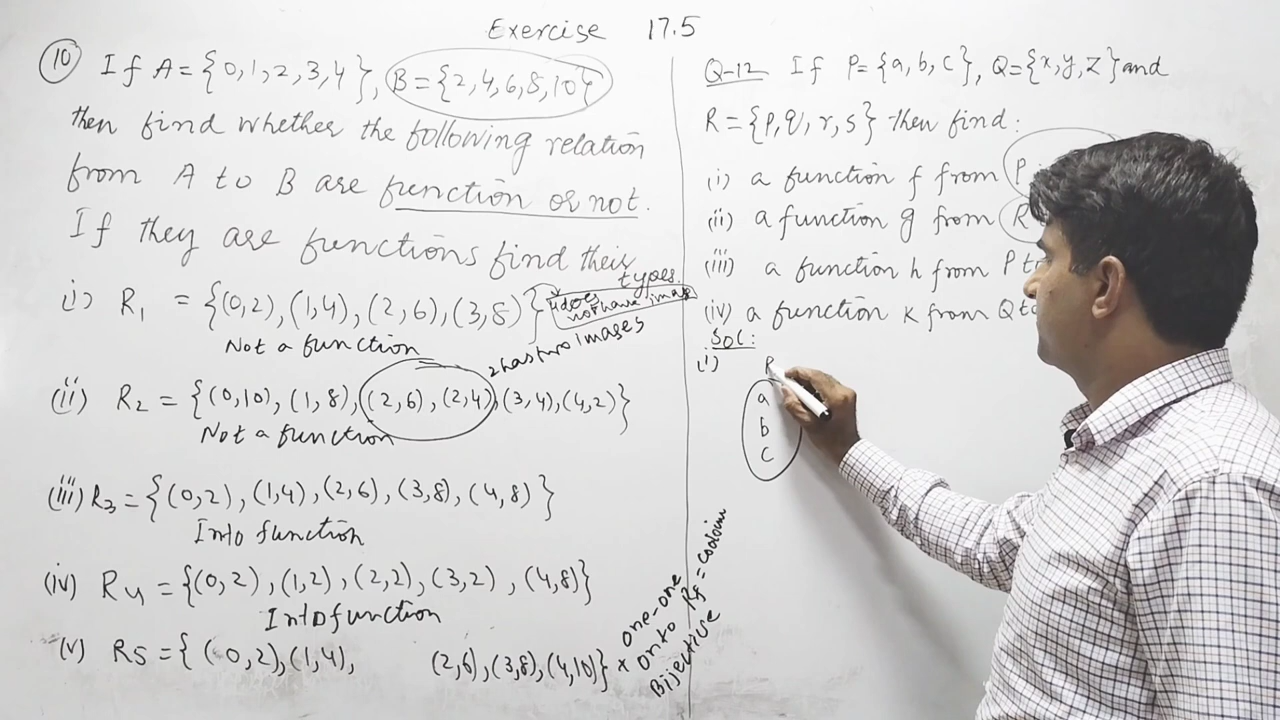 Exercise 17.5
10 If A={0,1,2,3,4}, B={2,4,6,8,10}
then find whether the following relation
from A to B are function or not.
If they are functions find their
types
i) R1 = {(0,2),(1,4),(2,6),(3,8)} 4 does
not have image
Not a function
2 has two Images
(ii) R2 = {(0,10),(1,8),(2,6),(2,4),(3,4),(4,2)}
Not a function
(iii) R3 = {(0,2),(1,4),(2,6),(3,8),(4,8)}
Into function
(iv) R4 = {(0,2),(1,2),(2,2),(3,2),(4,8)}
Into function
(v) R5 = {(0,2),(1,4), (2,6),(3,8),(4,10)}
* one-one
onto Rf = codoin
Bijective
Q-12 If P={a,b,c}, Q={x,y,z} and
R={p,q,r,s} then find:
(i) a function f from P
(ii) a function g from R
(iii) a function h from P to
(iv) a function K from Q to
Sol:
(i) P
a
b
c